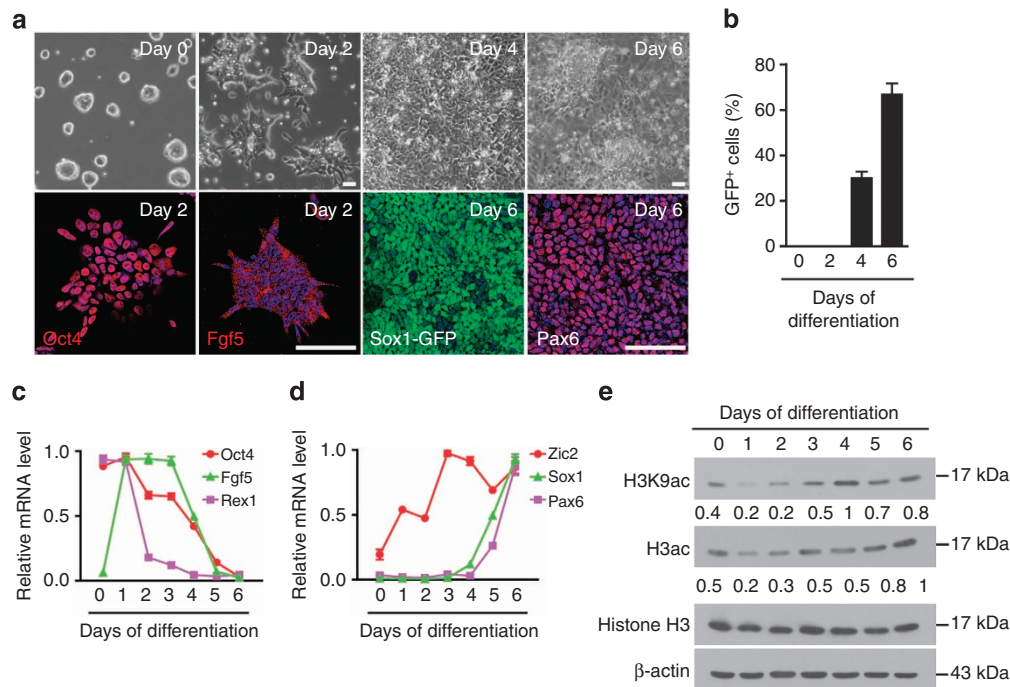 a
Day 0
Day 2
Day 4
Day 6
Day 2
Day 2
Day 6
Day 6
Oct4
Fgf5
Sox1-GFP
Pax6
b
GFP⁺ cells (%)
80
60
40
20
0
0 2 4 6
Days of
differentiation
c
Relative mRNA level
1.0
0.5
0.0
Oct4
Fgf5
Rex1
0 1 2 3 4 5 6
Days of differentiation
d
Relative mRNA level
1.0
0.5
0.0
Zic2
Sox1
Pax6
0 1 2 3 4 5 6
Days of differentiation
e
Days of differentiation
0 1 2 3 4 5 6
H3K9ac 17 kDa
0.4 0.2 0.2 0.5 1 0.7 0.8
H3ac 17 kDa
0.5 0.2 0.3 0.5 0.5 0.8 1
Histone H3 17 kDa
β-actin 43 kDa